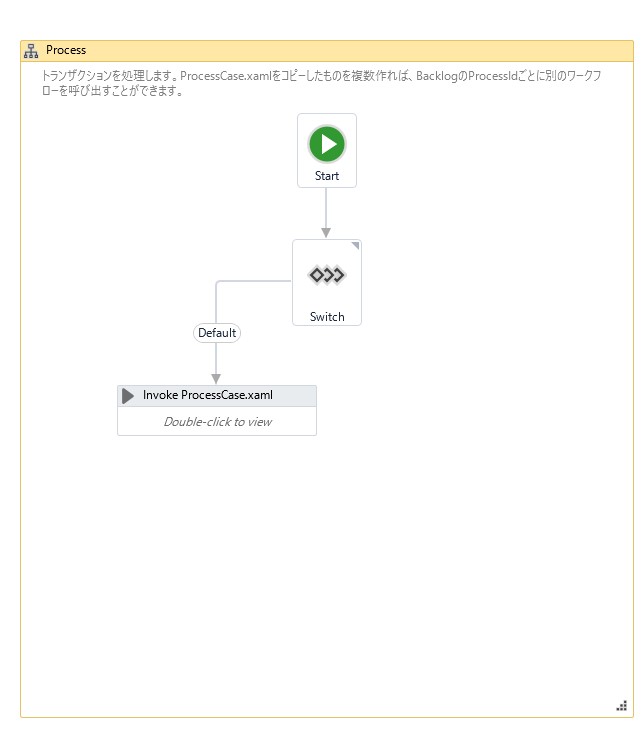 Process
トランザクションを処理します。ProcessCase.xamlをコピーしたものを複数作れば、BacklogのProcessIdごとに別のワークフ
ローを呼び出すことができます。
Start
Switch
Default
Invoke ProcessCase.xaml
Double-click to view